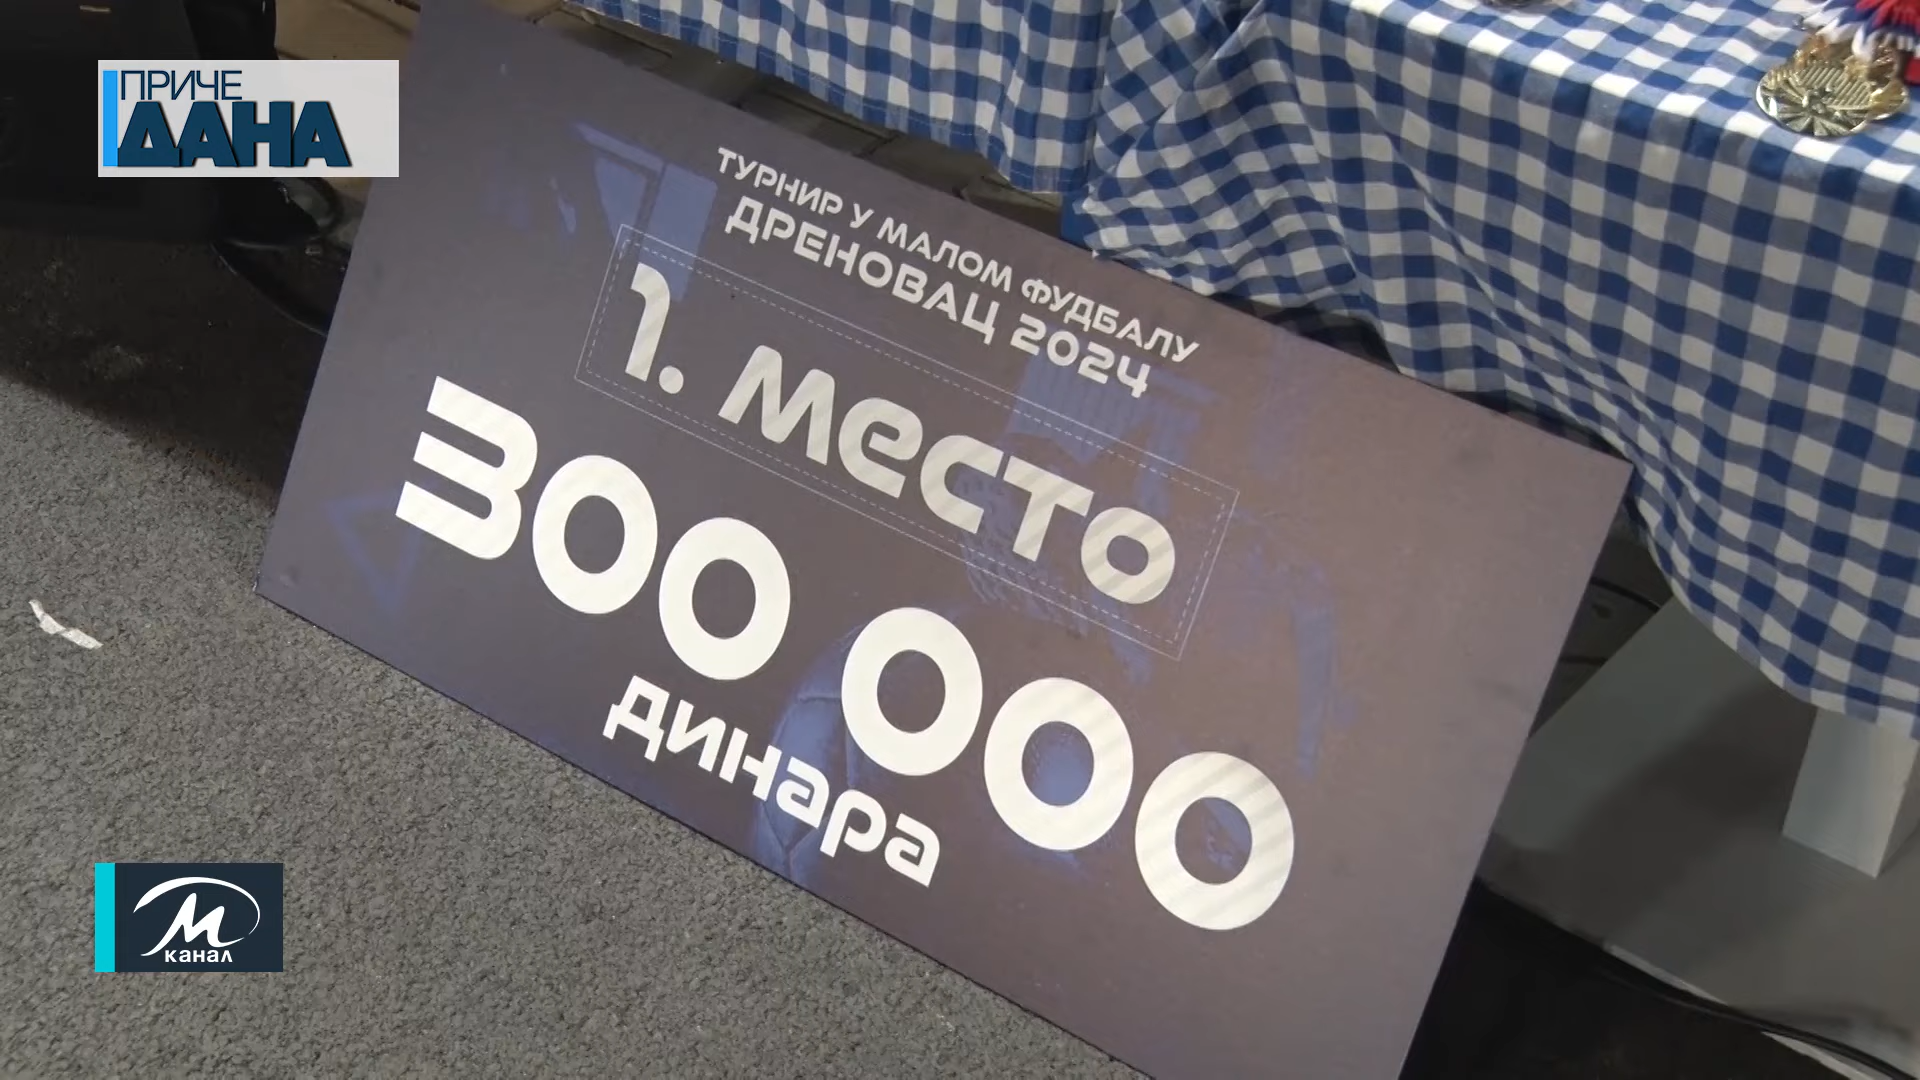 ПРИЧЕ
ДАНА
ТУРНИР У МАЛОМ ФУДБАЛУ
ДРЕНОВАЦ 2024
1. место
300 000
динара
М
канал